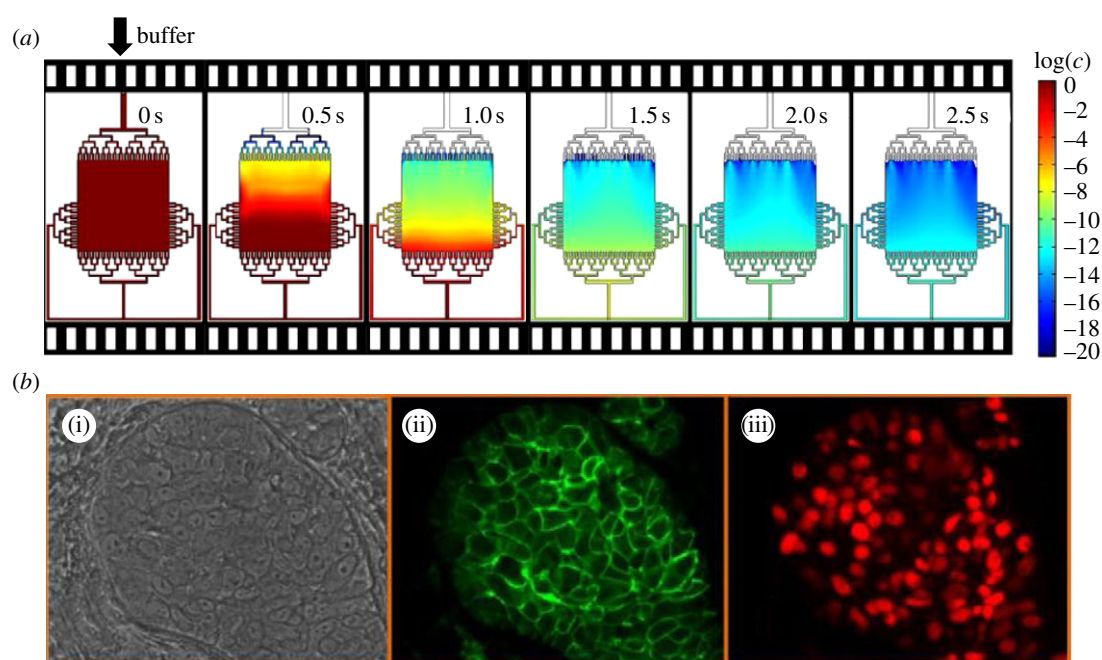 (a)
buffer
0 s
0.5 s
1.0 s
1.5 s
2.0 s
2.5 s
log(c)
0
–2
–4
–6
–8
–10
–12
–14
–16
–18
–20
(b)
(i)
(ii)
(iii)